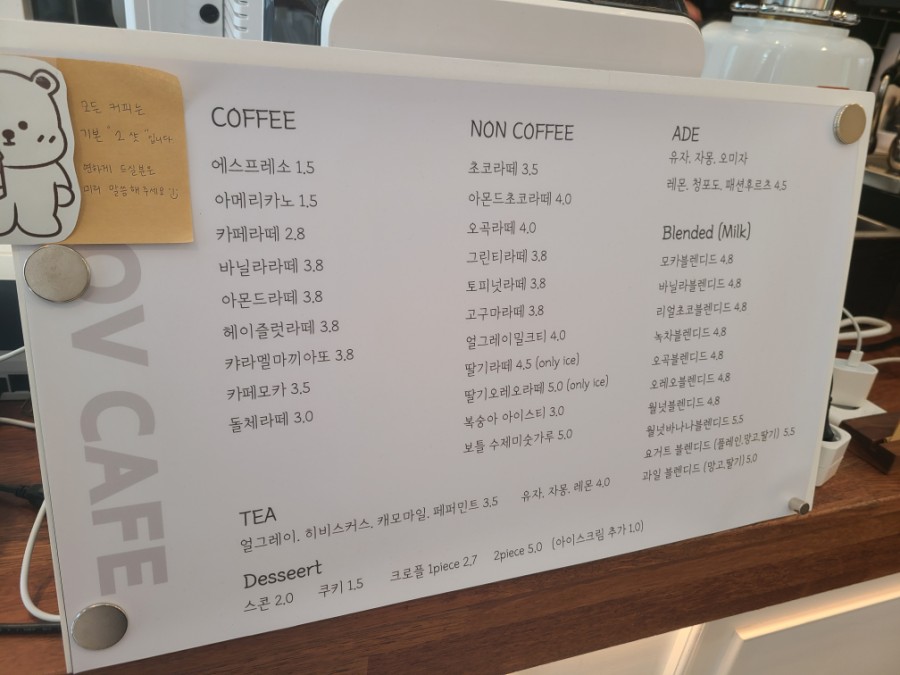 모든 커피는
기본 "2샷"입니다.
연하게 드실분은
미리 말씀해주세요
OV CAFE
COFFEE
에스프레소 1,5
아메리카노 1,5
카페라떼 2,8
바닐라라떼 3,8
아몬드라떼 3,8
헤이즐럿라떼 3,8
캬라멜마끼아또 3,8
카페모카 3,5
돌체라떼 3,0
NON COFFEE
초코라떼 3,5
아몬드초코라떼 4,0
오곡라떼 4,0
그린티라떼 3,8
토피넛라떼 3,8
고구마라떼 3,8
얼그레이밀크티 4,0
딸기라떼 4,5 (only ice)
딸기오레오라떼 5,0 (only ice)
복숭아 아이스티 3,0
보틀 수제미숫가루 5,0
ADE
유자, 자몽, 오미자
레몬, 청포도, 패션후르츠 4,5
Blended (Milk)
모카블렌디드 4,8
바닐라블렌디드 4,8
리얼초코블렌디드 4,8
녹차블렌디드 4,8
오곡블렌디드 4,8
오레오블렌디드 4,8
월넛블렌디드 4,8
월넛바나나블렌디드 5,5
요거트 블렌디드 (플레인,망고,딸기) 5,5
과일 블렌디드 (망고,딸기) 5,0
TEA
얼그레이, 히비스커스, 캐모마일, 페퍼민트 3,5 유자, 자몽, 레몬 4,0
Desseert
스콘 2,0 쿠키 1,5 크로플 1piece 2,7 2piece 5,0 (아이스크림 추가 1,0)